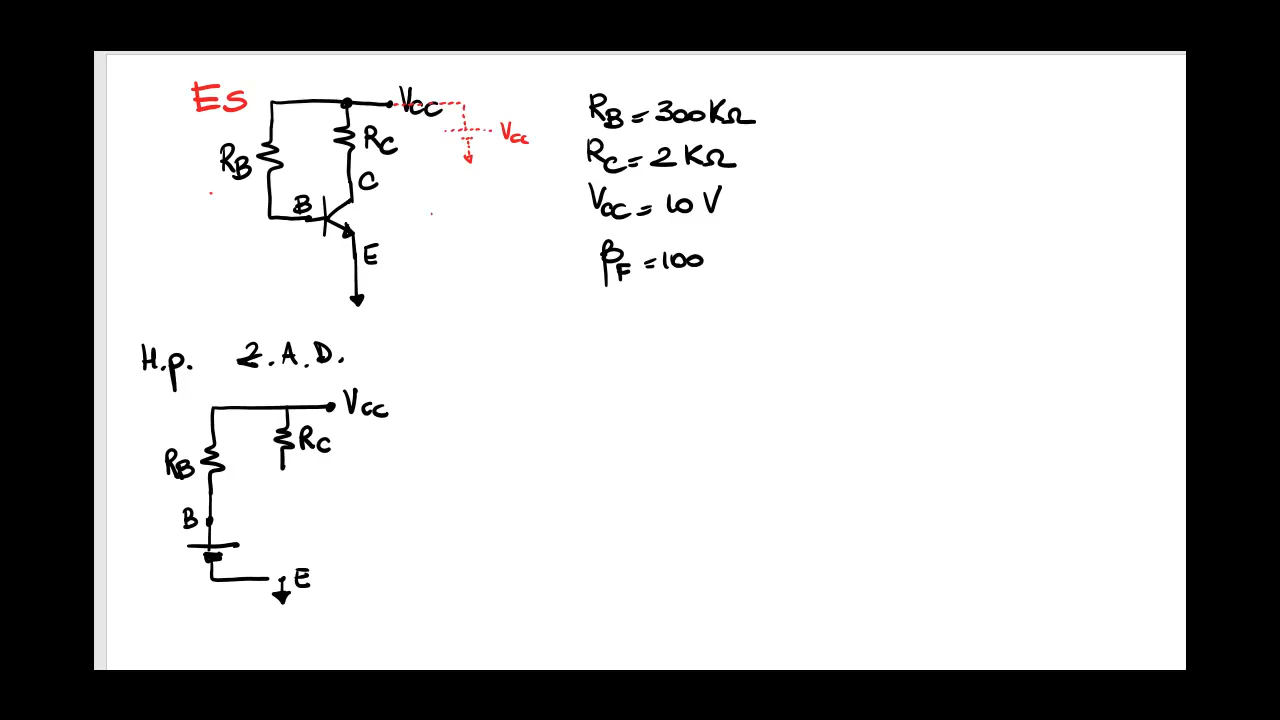 Es
VCC
VCC
RB
RC
C
B
E
RB = 300 KΩ
RC = 2 KΩ
VCC = 10 V
βF = 100
H.p. Z.A.D.
VCC
RC
RB
B
E